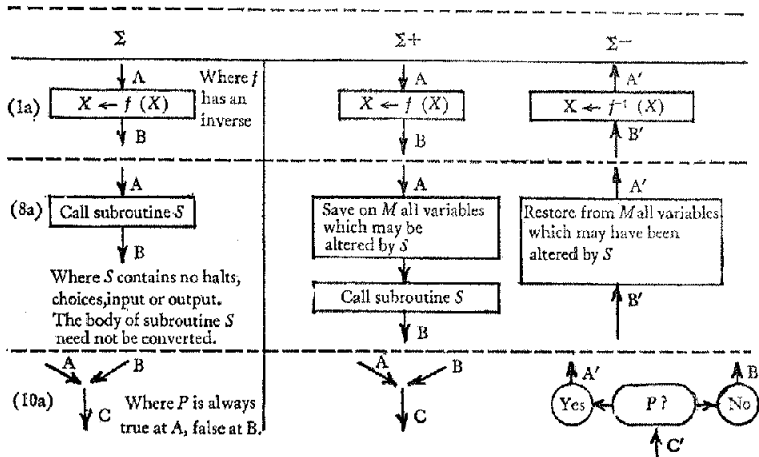 Σ Σ+ Σ−
(1a)
A
X ← f (X)
B
Where f
has an
inverse
A
X ← f (X)
B
A'
X ← f⁻¹ (X)
B'
(8a)
A
Call subroutine S
B
Where S contains no halts,
choices, input or output.
The body of subroutine S
need not be converted.
A
Save on M all variables
which may be
altered by S
Call subroutine S
B
A'
Restore from M all variables
which may have been
altered by S
B'
(10a)
A B
C
Where P is always
true at A, false at B.
A B
C
A' B
Yes P? No
C'